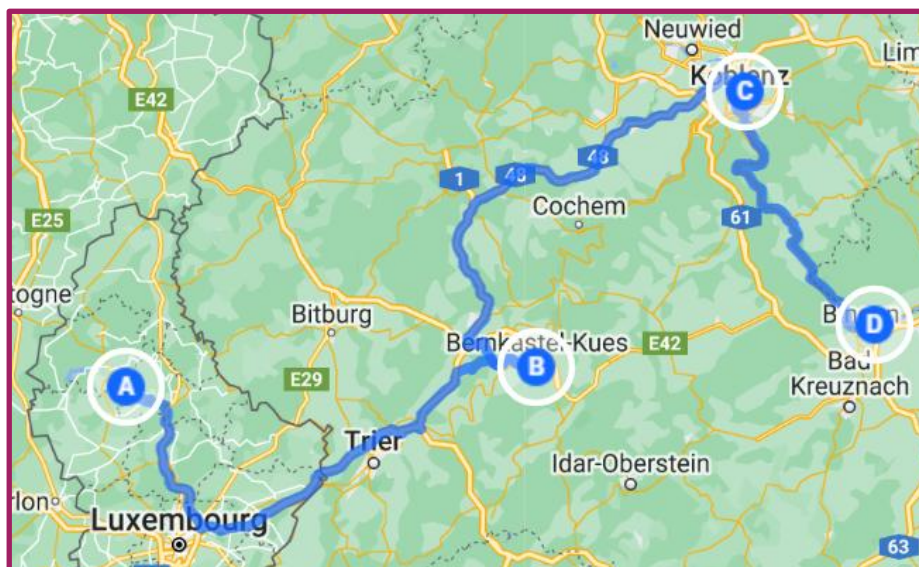 Neuwied
Koblenz
Lim
C
E42
48
48
1
Cochem
E25
61
togne
Bitburg
Bernkastel-Kues
B
E42
D
A
E29
Bad
Kreuznach
Trier
Idar-Oberstein
rlon
Luxembourg
63